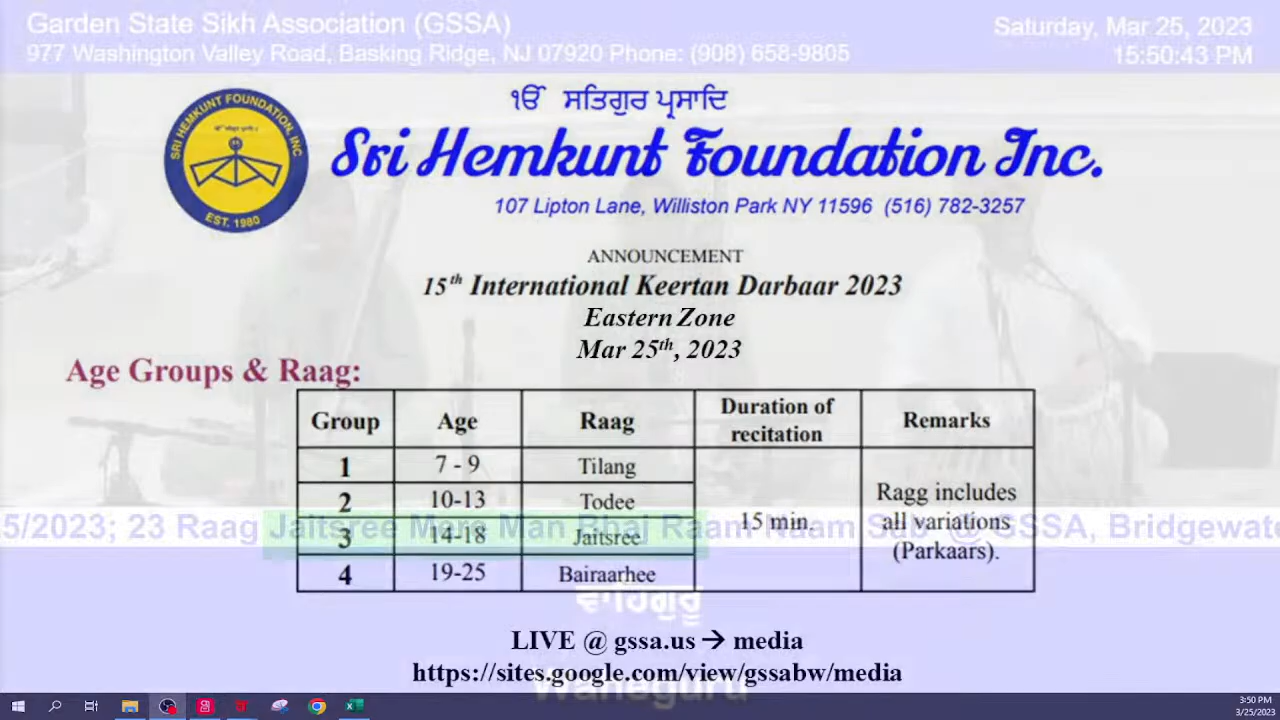 Garden State Sikh Association (GSSA)
Saturday, Mar 25, 2023
977 Washington Valley Road, Basking Ridge, NJ 07920 Phone: (908) 658-9805
15:50:43 PM
SRI HEMKUNT FOUNDATION, INC
EST. 1980
ੴ ਸਤਿਗੁਰ ਪ੍ਰਸਾਦਿ
Sri Hemkunt Foundation Inc.
107 Lipton Lane, Williston Park NY 11596 (516) 782-3257
ANNOUNCEMENT
15th International Keertan Darbaar 2023
Eastern Zone
Mar 25th, 2023
Age Groups & Raag:
Group Age Raag Duration of recitation Remarks
1 7 - 9 Tilang
2 10-13 Todee
3 14-18 Jaitsree
4 19-25 Bairaarhee
15 min.
Ragg includes
all variations
(Parkaars).
5/2023; 23 Raag Jaitsree Mere Man Bhaj Raam Naam Sab @ GSSA, Bridgewate
ਵਾਹਿਗੁਰੂ
LIVE @ gssa.us → media
https://sites.google.com/view/gssabw/media
Waheguru
3:50 PM
3/25/2023